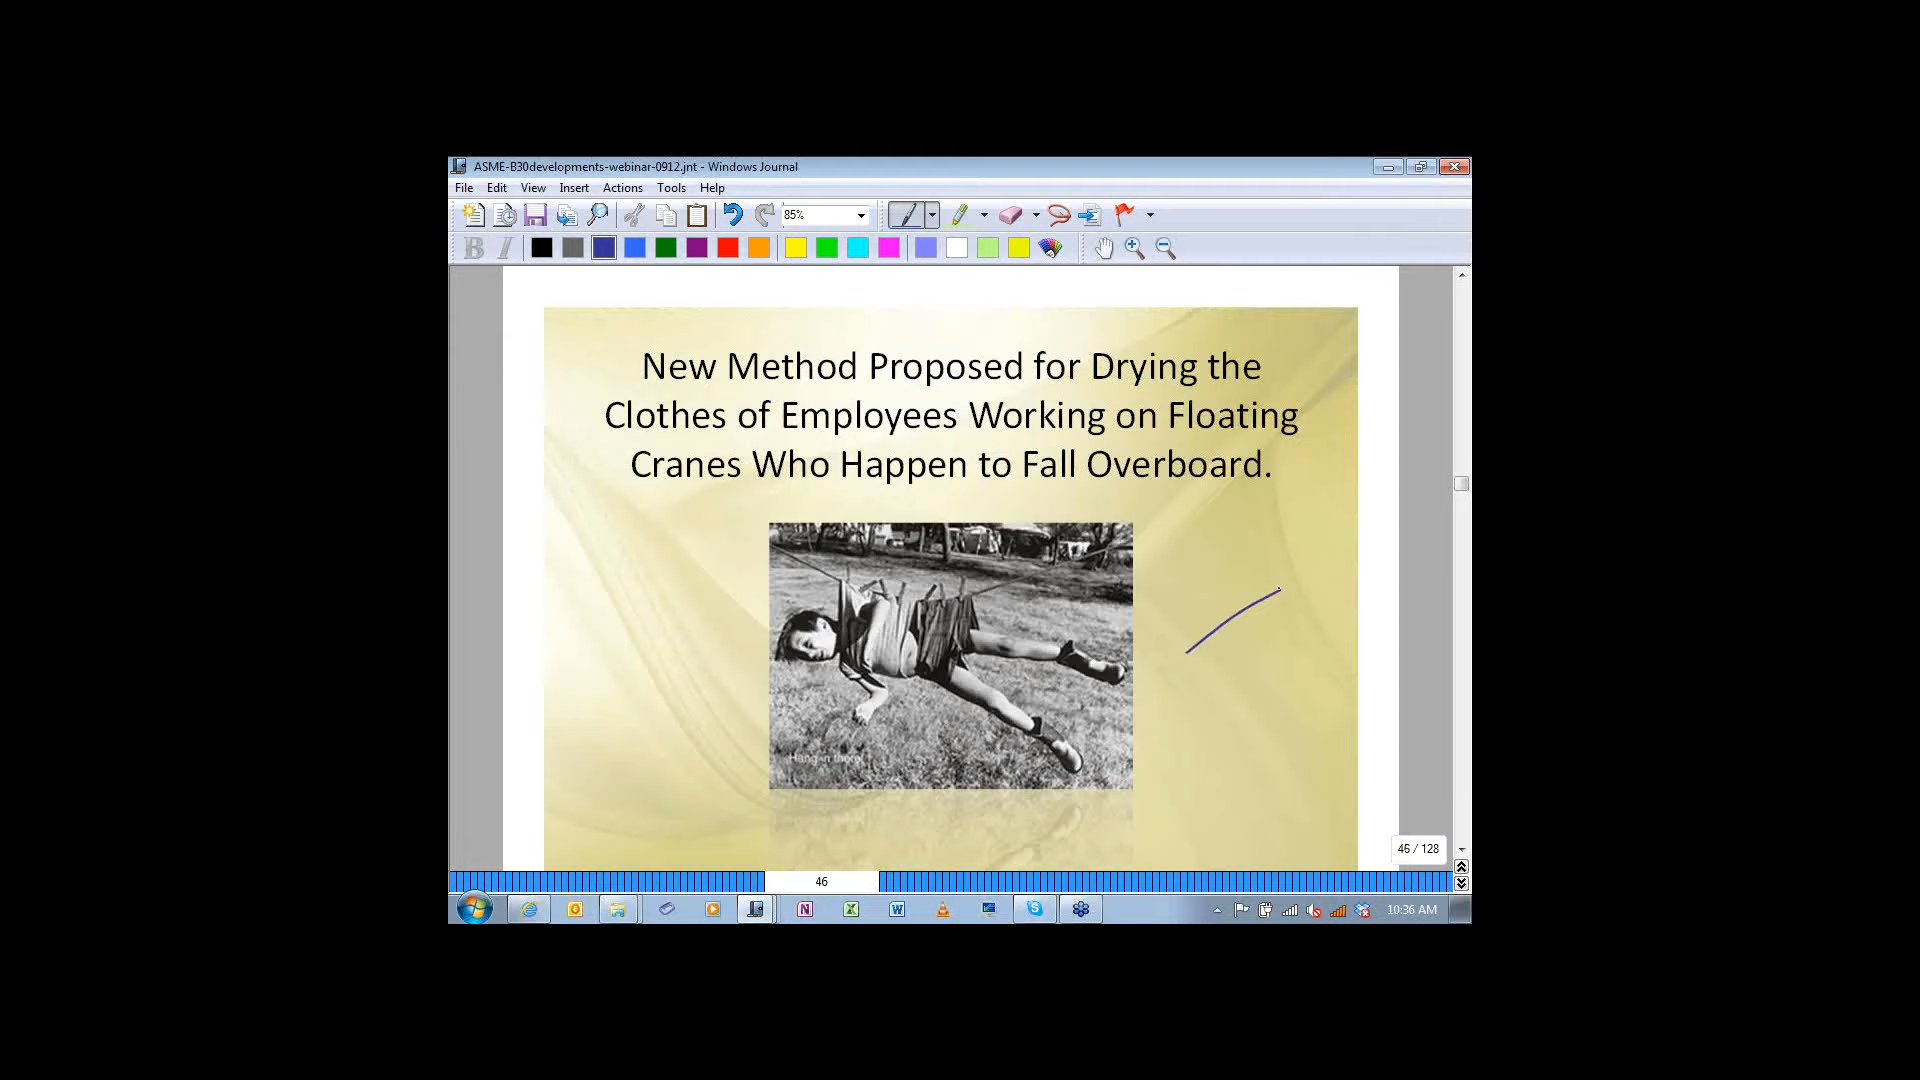 ASME-B30developments-webinar-0912.jnt - Windows Journal
File Edit View Insert Actions Tools Help
85%
B I
New Method Proposed for Drying the
Clothes of Employees Working on Floating
Cranes Who Happen to Fall Overboard.
Hang in there!
46 / 128
46
10:36 AM